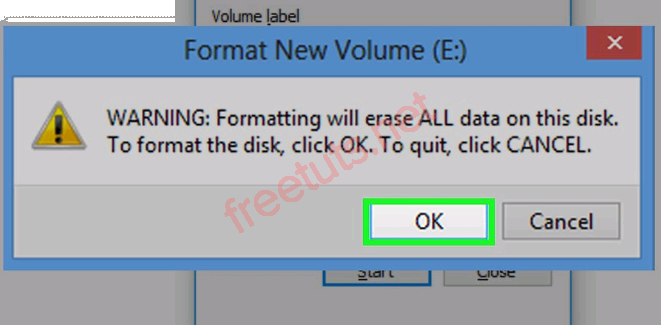 Volume label
Format New Volume (E:)
WARNING: Formatting will erase ALL data on this disk.
To format the disk, click OK. To quit, click CANCEL.
freetuts.net
OK
Cancel
Start
Close